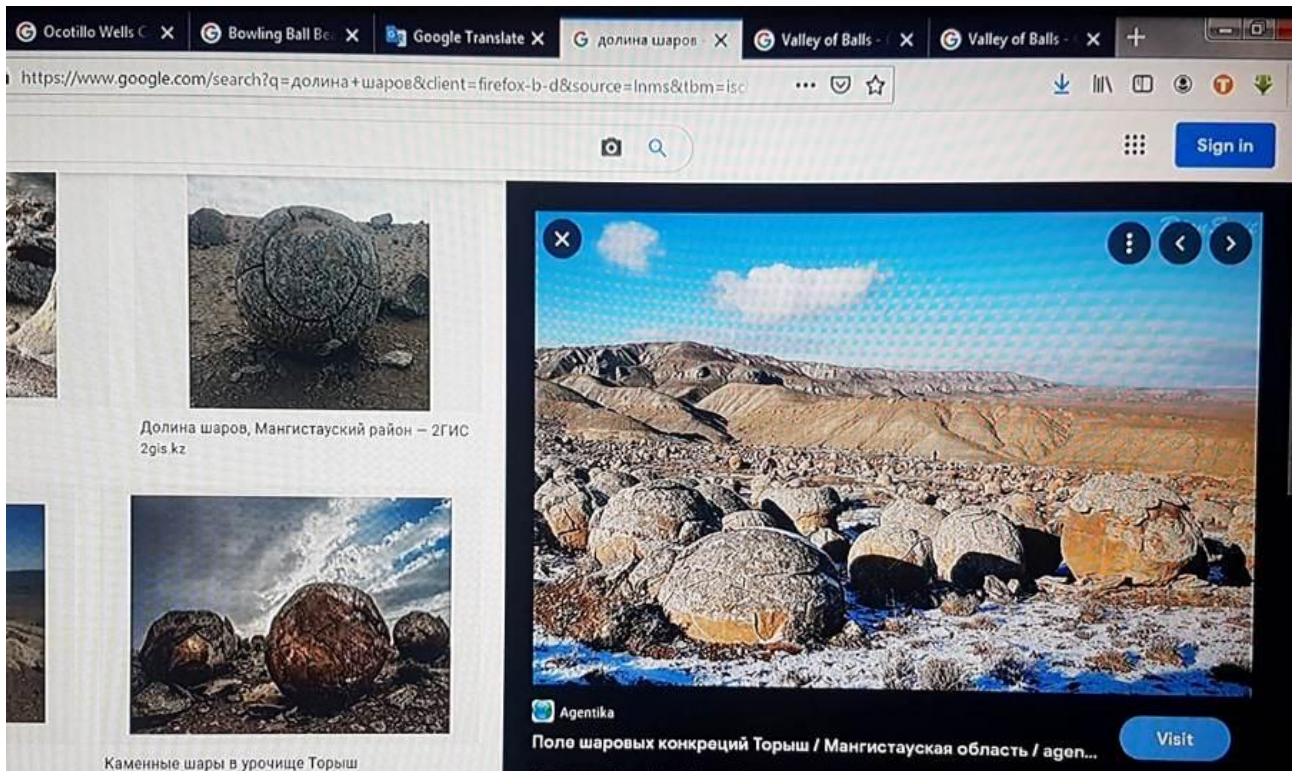 Ocotillo Wells C
Bowling Ball Be
Google Translate
долина шаров -
Valley of Balls -
Valley of Balls -
https://www.google.com/search?q=долина+шаров&client=firefox-b-d&source=lnms&tbm=isc
Sign in
Долина шаров, Мангистауский район — 2ГИС
2gis.kz
Каменные шары в урочище Торыш
Agentika
Поле шаровых конкреций Торыш / Мангистауская область / agen...
Visit